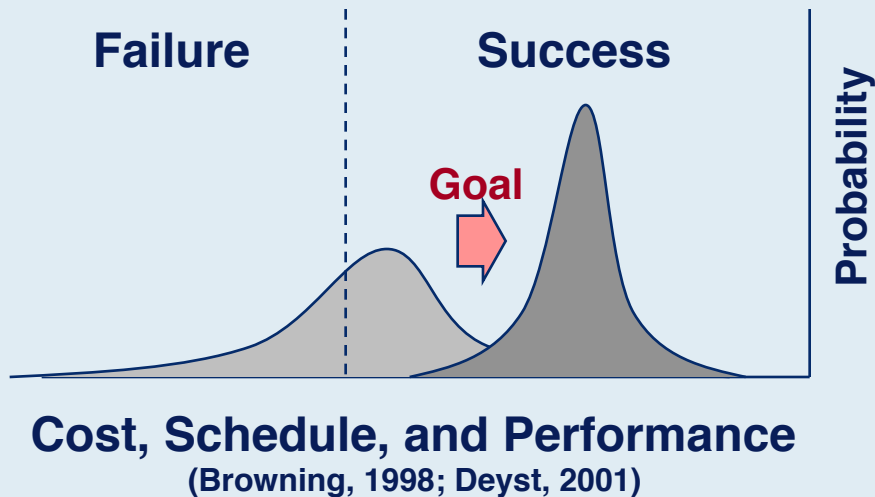 Failure
Success
Goal
Probability
Cost, Schedule, and Performance
(Browning, 1998; Deyst, 2001)